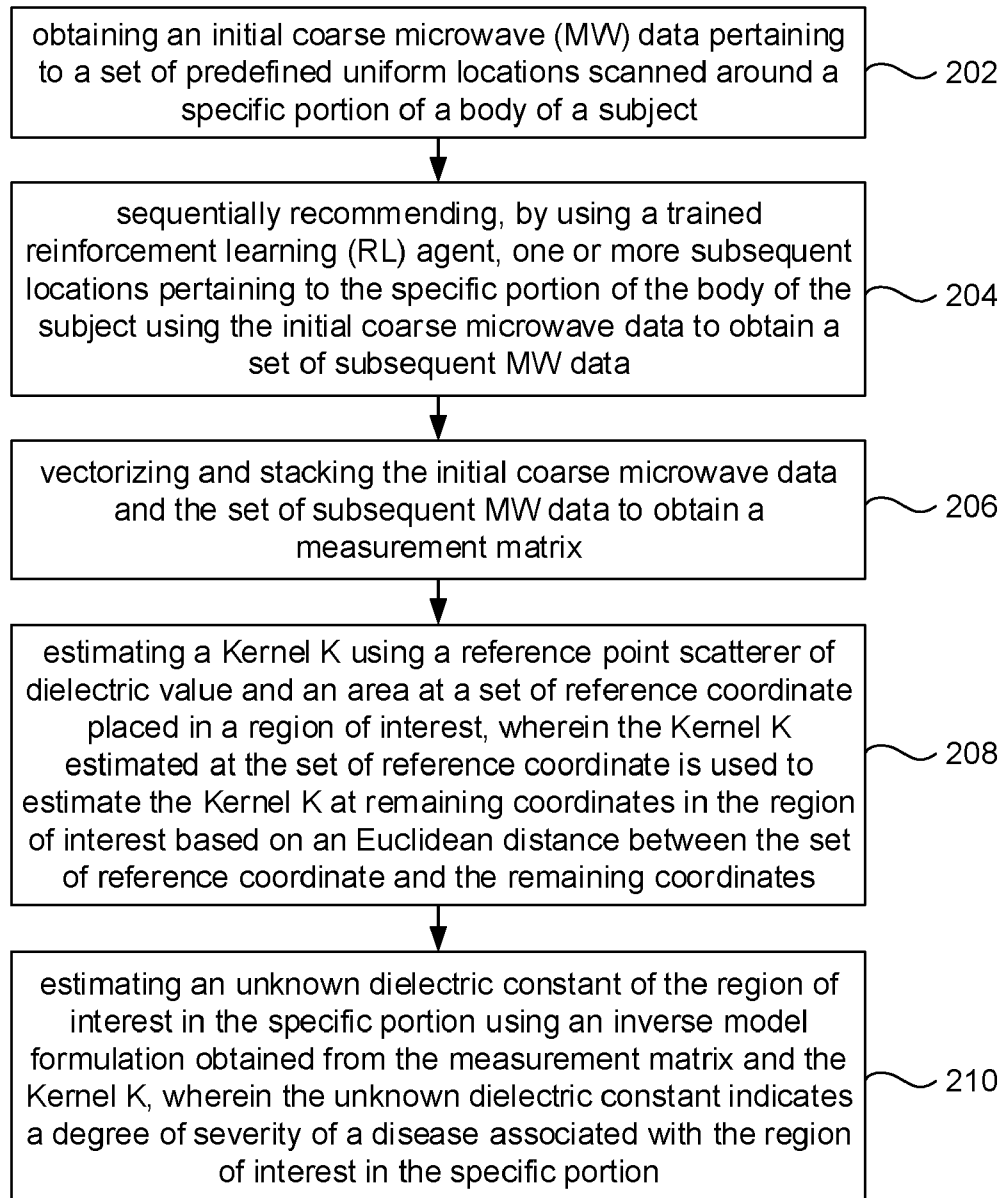 obtaining an initial coarse microwave (MW) data pertaining
to a set of predefined uniform locations scanned around a
specific portion of a body of a subject
202
sequentially recommending, by using a trained
reinforcement learning (RL) agent, one or more subsequent
locations pertaining to the specific portion of the body of the
subject using the initial coarse microwave data to obtain a
set of subsequent MW data
204
vectorizing and stacking the initial coarse microwave data
and the set of subsequent MW data to obtain a
measurement matrix
206
estimating a Kernel K using a reference point scatterer of
dielectric value and an area at a set of reference coordinate
placed in a region of interest, wherein the Kernel K
estimated at the set of reference coordinate is used to
estimate the Kernel K at remaining coordinates in the region
of interest based on an Euclidean distance between the set
of reference coordinate and the remaining coordinates
208
estimating an unknown dielectric constant of the region of
interest in the specific portion using an inverse model
formulation obtained from the measurement matrix and the
Kernel K, wherein the unknown dielectric constant indicates
a degree of severity of a disease associated with the region
of interest in the specific portion
210